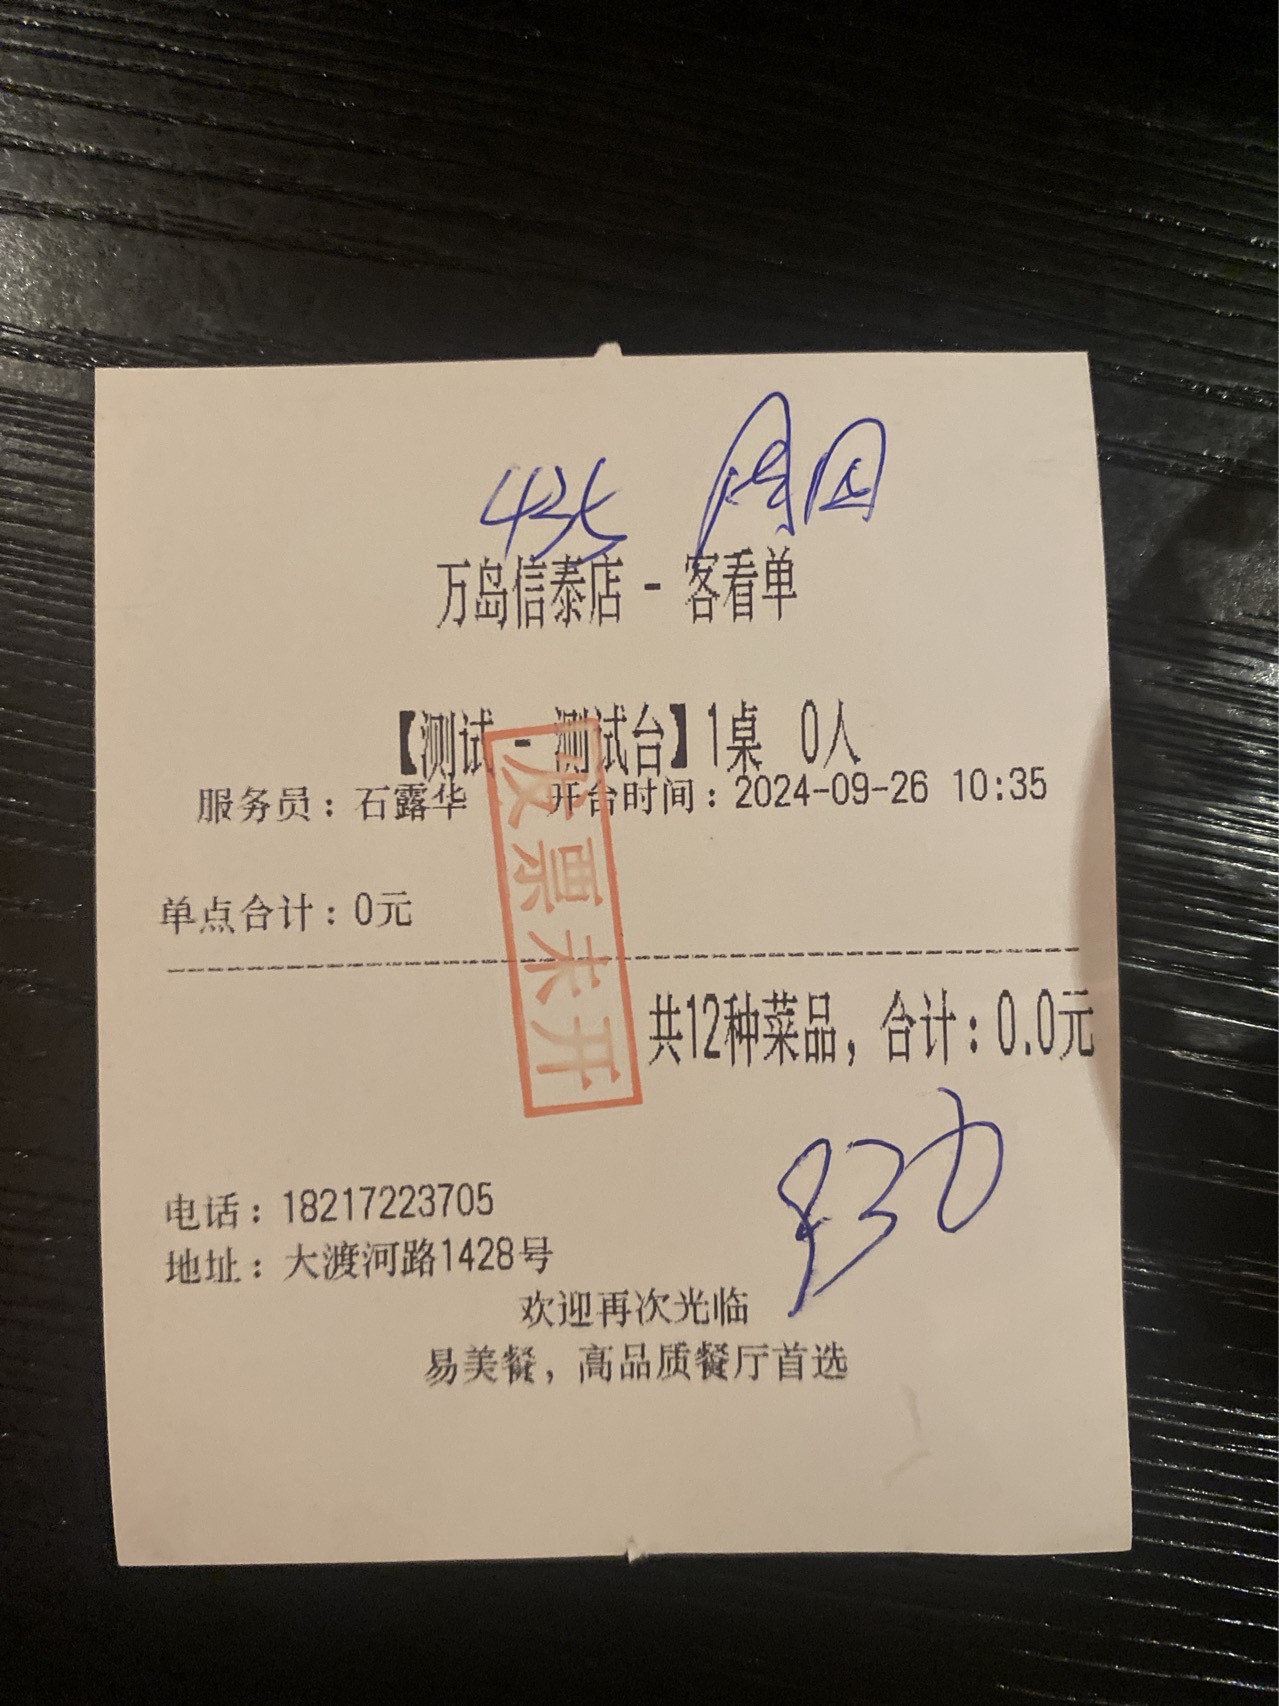 万岛信泰店 - 客看单
【测试 - 测试台】1桌 0人
服务员：石露华 开台时间：2024-09-26 10:35
发票未开
单点合计：0元
共12种菜品，合计：0.0元
电话：18217223705
地址：大渡河路1428号
欢迎再次光临
易美餐，高品质餐厅首选